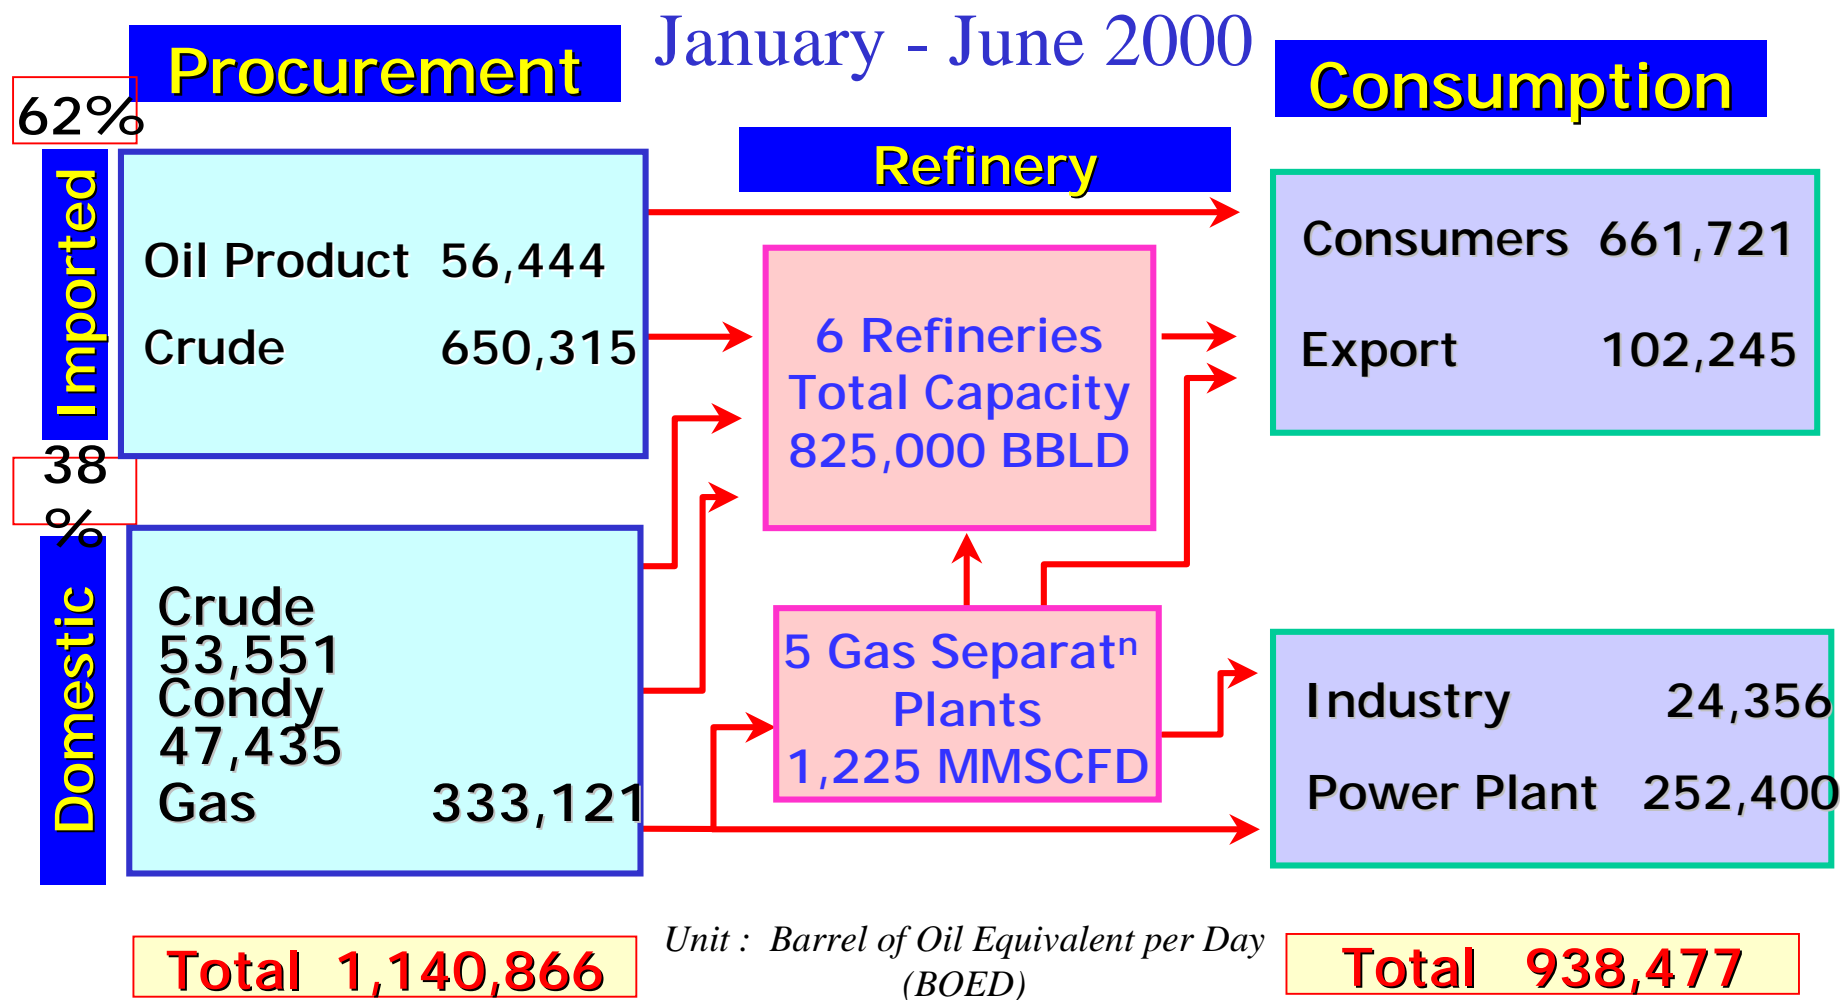 January - June 2000
Procurement
Consumption
62%
Refinery
Imported
Oil Product 56,444
Crude 650,315
6 Refineries
Total Capacity
825,000 BBLD
Consumers 661,721
Export 102,245
38
%
Domestic
Crude
53,551
Condy
47,435
Gas 333,121
5 Gas Separatⁿ
Plants
1,225 MMSCFD
Industry 24,356
Power Plant 252,400
Total 1,140,866
Unit : Barrel of Oil Equivalent per Day
(BOED)
Total 938,477